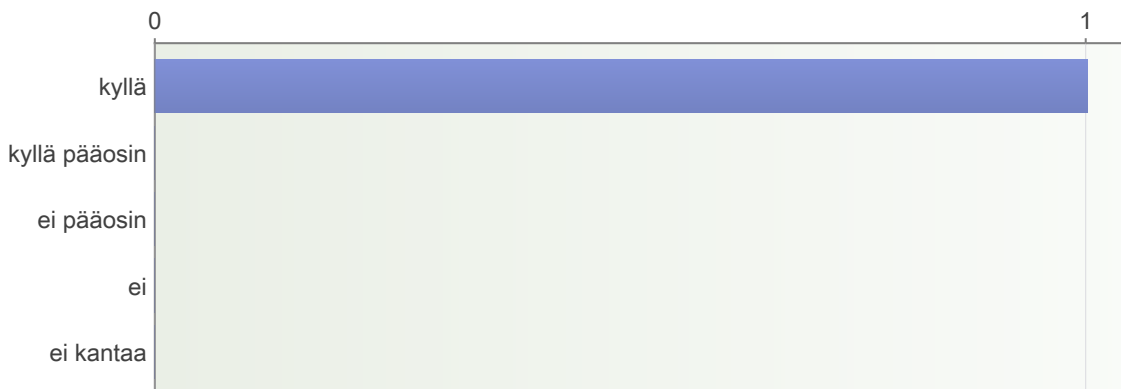 0 1
kyllä
kyllä pääosin
ei pääosin
ei
ei kantaa